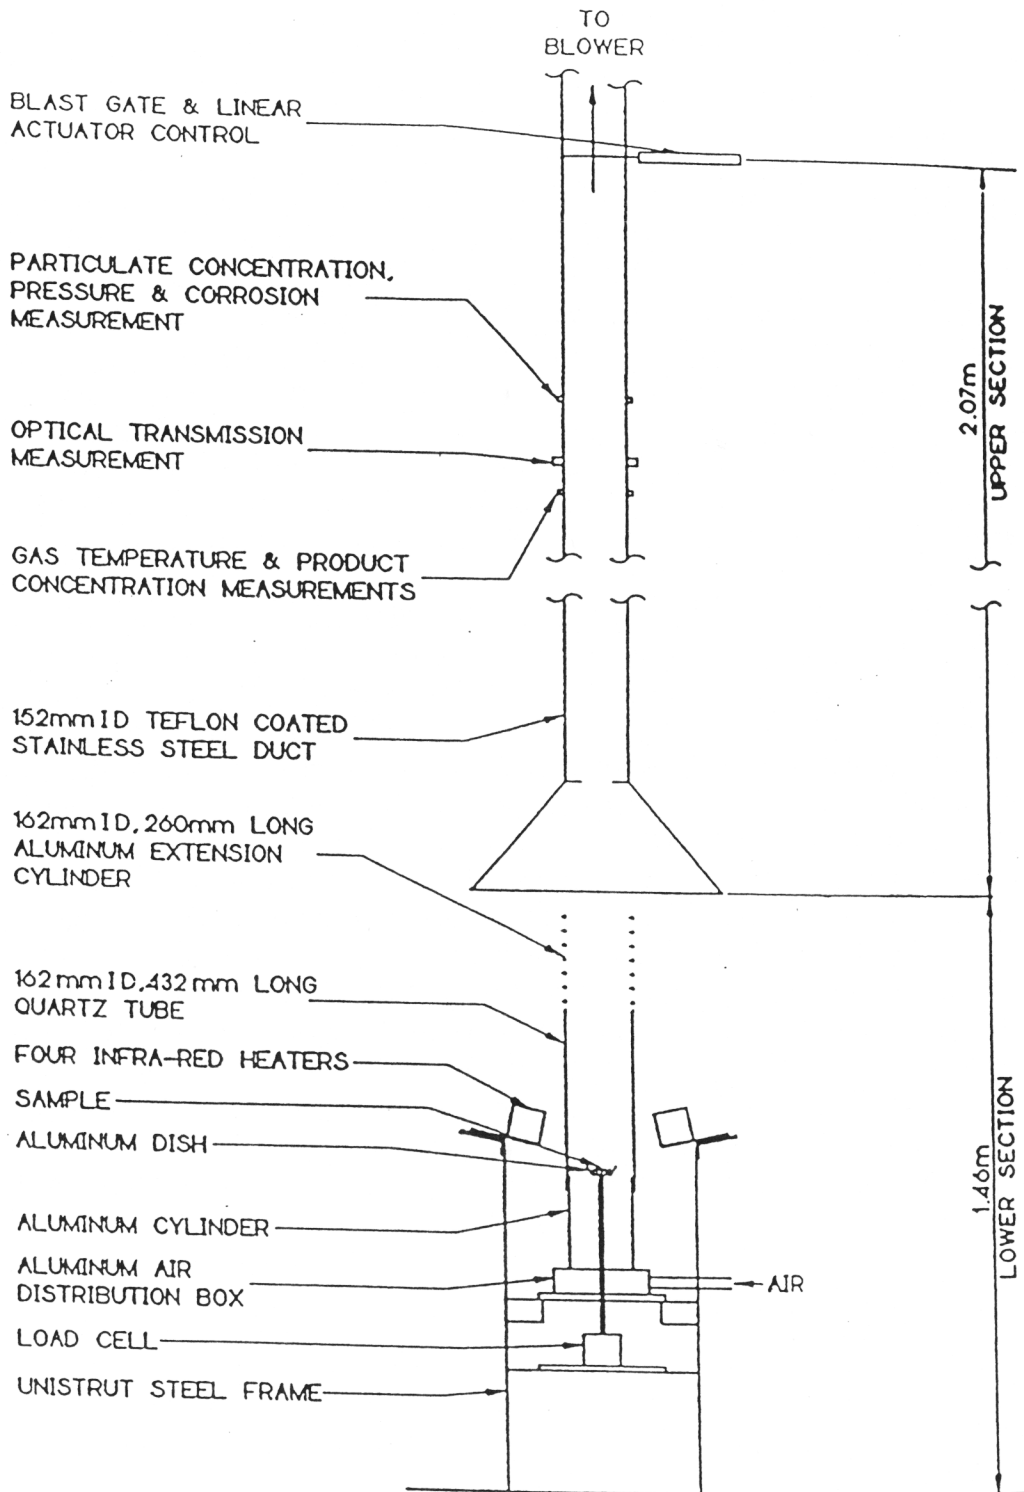 TO
BLOWER
BLAST GATE & LINEAR
ACTUATOR CONTROL
PARTICULATE CONCENTRATION,
PRESSURE & CORROSION
MEASUREMENT
2.07m
UPPER SECTION
OPTICAL TRANSMISSION
MEASUREMENT
GAS TEMPERATURE & PRODUCT
CONCENTRATION MEASUREMENTS
152mm ID TEFLON COATED
STAINLESS STEEL DUCT
162mm ID, 260mm LONG
ALUMINUM EXTENSION
CYLINDER
162mm ID, 432mm LONG
QUARTZ TUBE
FOUR INFRA-RED HEATERS
SAMPLE
ALUMINUM DISH
1.46m
LOWER SECTION
ALUMINUM CYLINDER
ALUMINUM AIR
DISTRIBUTION BOX
AIR
LOAD CELL
UNISTRUT STEEL FRAME